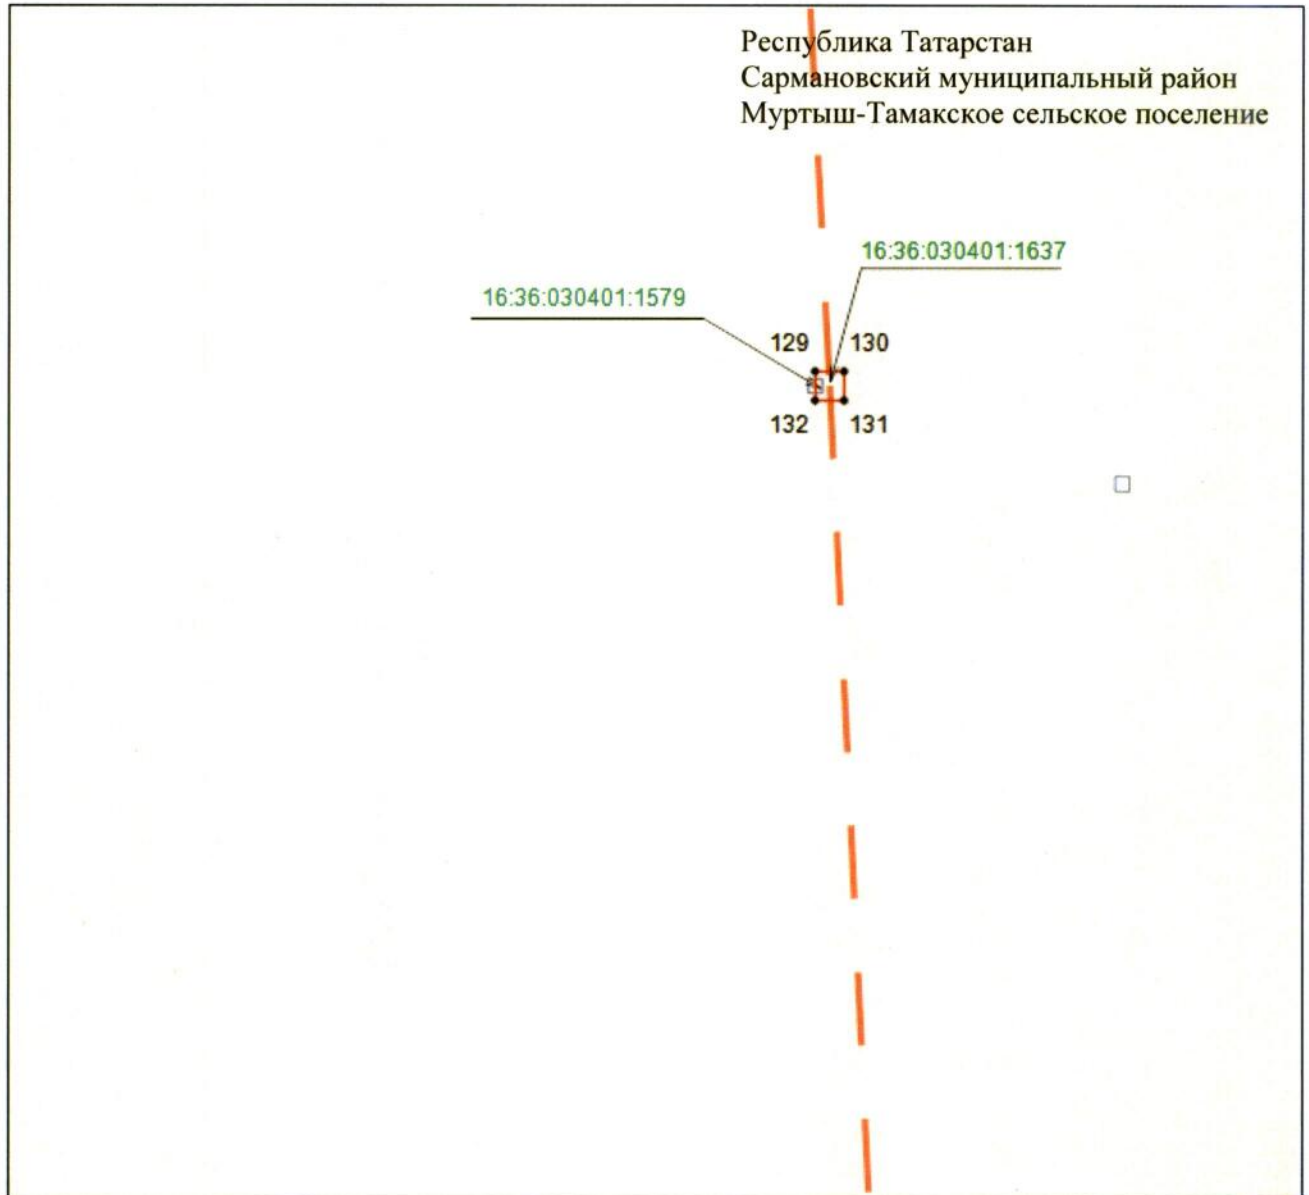 Республика Татарстан
Сармановский муниципальный район
Муртыш-Тамакское сельское поселение
16:36:030401:1637
16:36:030401:1579
129 130
132 131